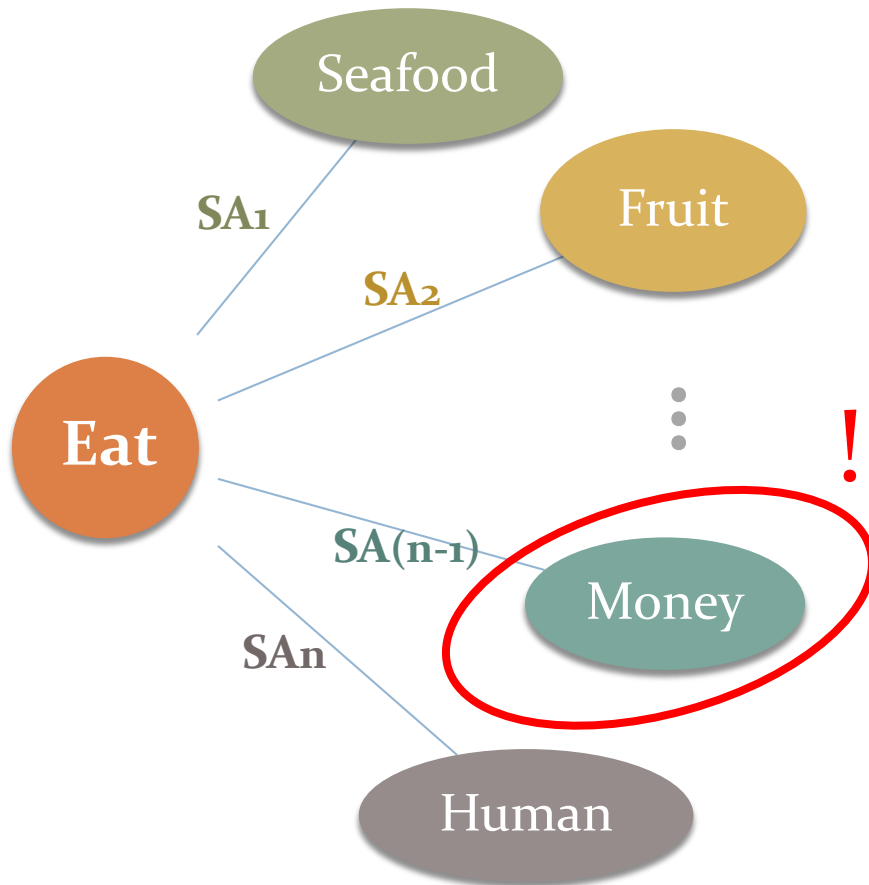 Seafood
Fruit
SA1
SA2
!
Eat
SA(n-1)
Money
SAn
Human